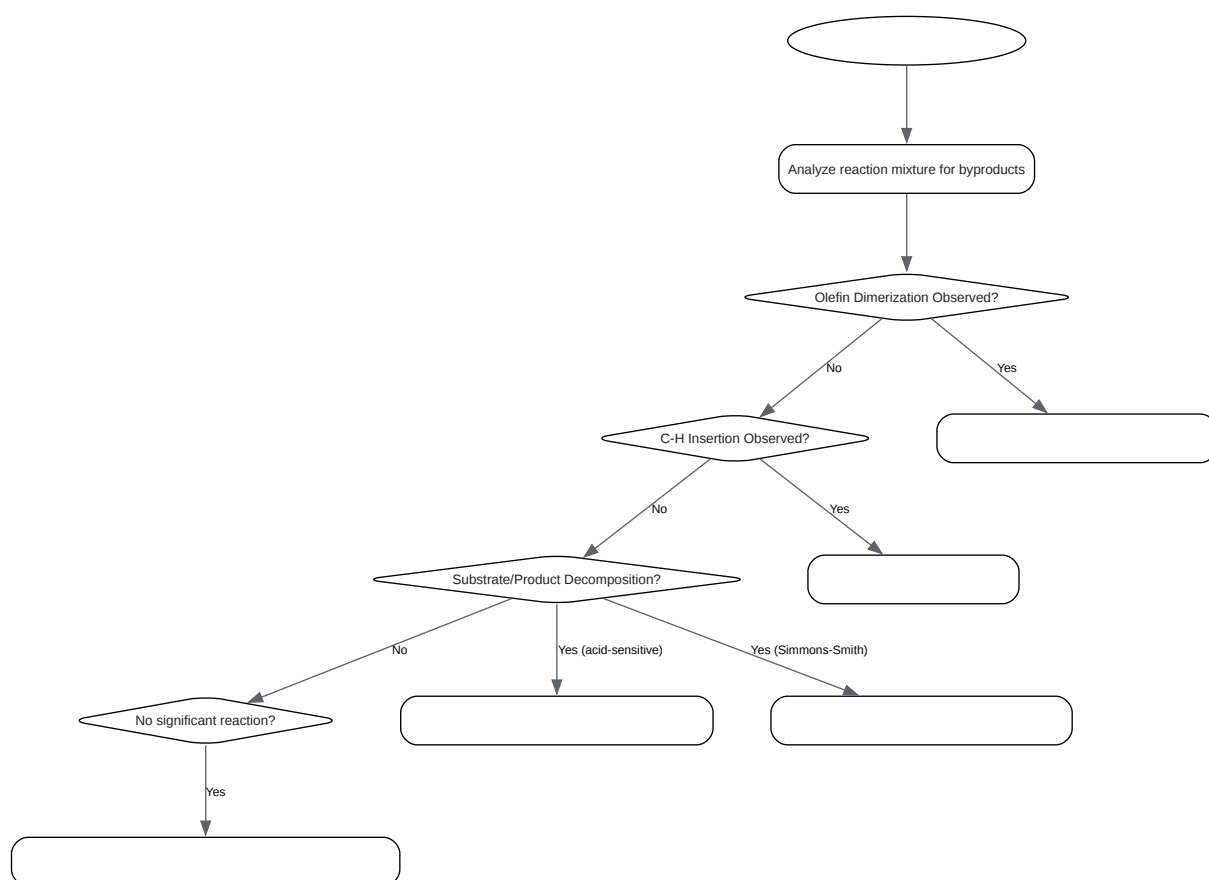 Analyze reaction mixture for byproducts
Olefin Dimerization Observed?
No
Yes
C-H Insertion Observed?
No
Yes
Substrate/Product Decomposition?
No
Yes (acid-sensitive)
Yes (Simmons-Smith)
No significant reaction?
Yes